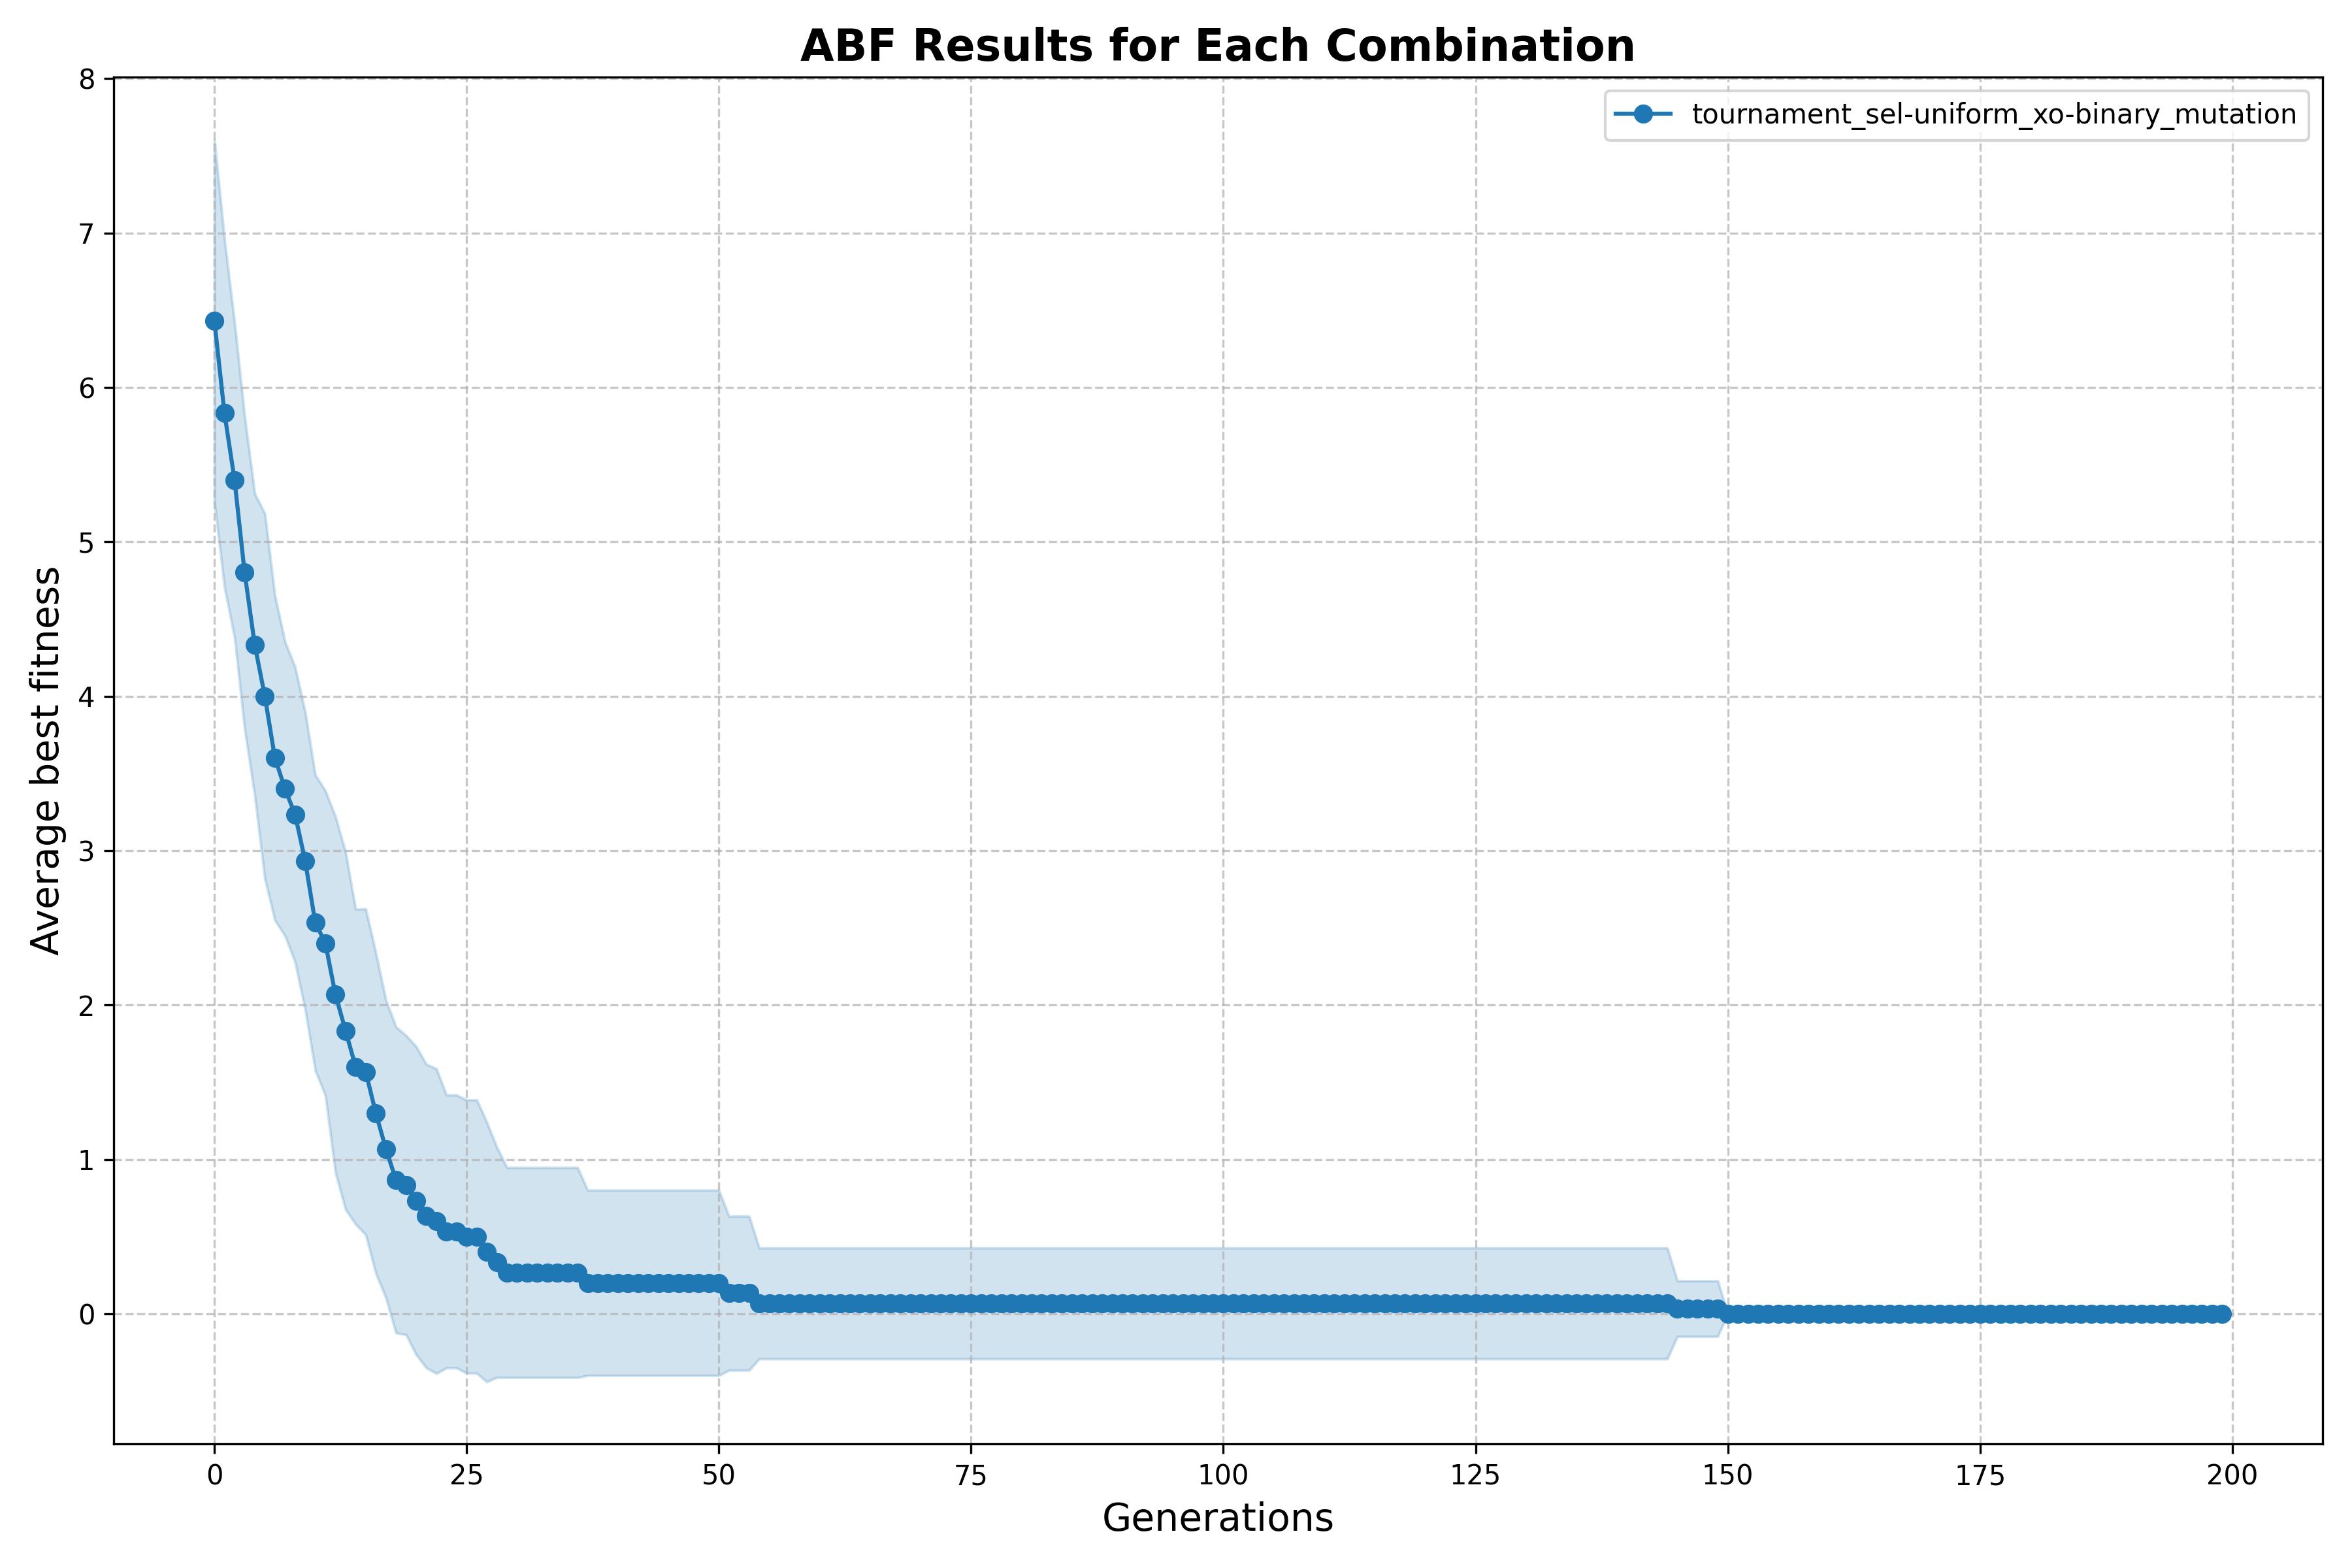 ABF Results for Each Combination
tournament_sel-uniform_xo-binary_mutation
Average best fitness
8
7
6
5
4
3
2
1
0
0 25 50 75 100 125 150 175 200
Generations